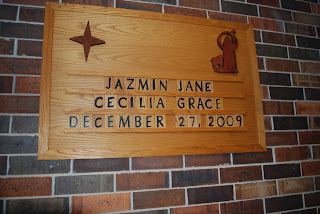 JAZMIN JANE
CECILIA GRACE
DECEMBER 27, 2009